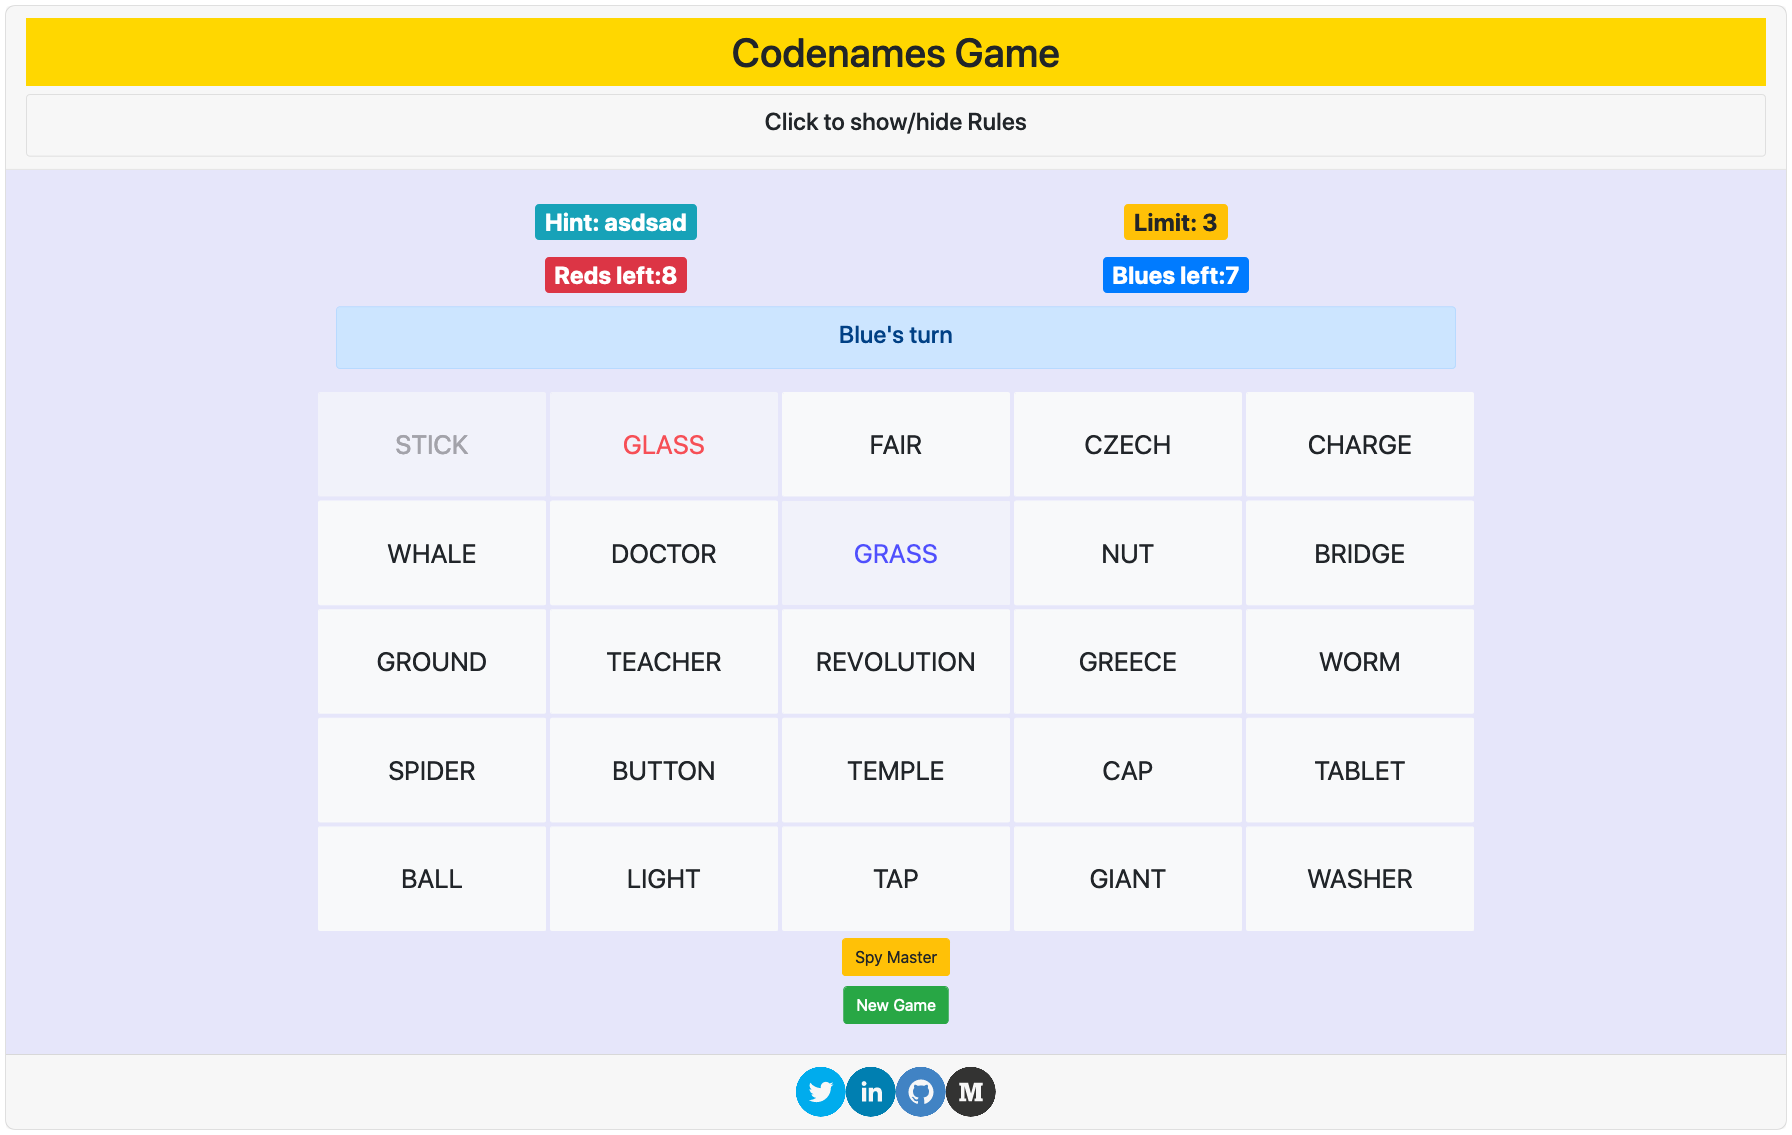 Codenames Game
Click to show/hide Rules
Hint: asdsad Limit: 3
Reds left:8 Blues left:7
Blue's turn
STICK GLASS FAIR CZECH CHARGE
WHALE DOCTOR GRASS NUT BRIDGE
GROUND TEACHER REVOLUTION GREECE WORM
SPIDER BUTTON TEMPLE CAP TABLET
BALL LIGHT TAP GIANT WASHER
Spy Master
New Game
in M